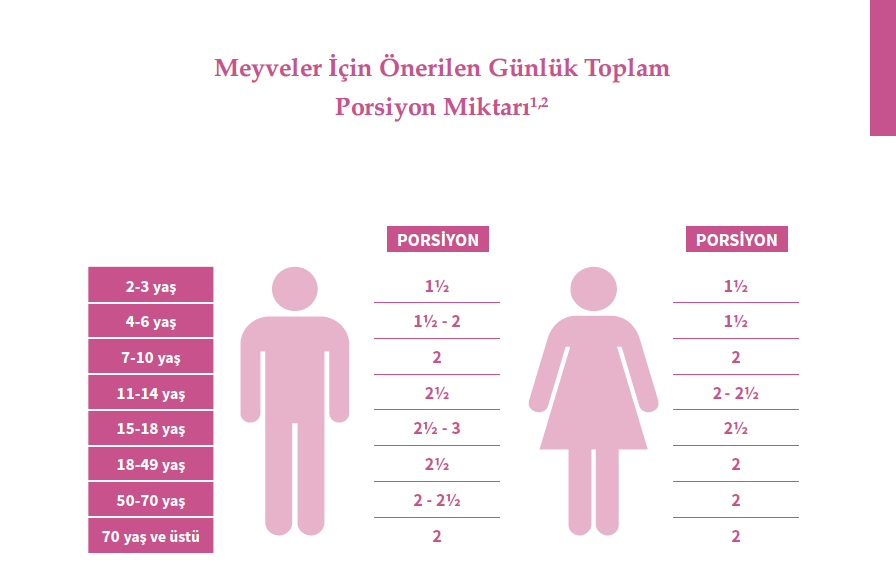 Meyveler İçin Önerilen Günlük Toplam
Porsiyon Miktarı¹,²
PORSİYON PORSİYON
2-3 yaş 1½ 1½
4-6 yaş 1½ - 2 1½
7-10 yaş 2 2
11-14 yaş 2½ 2 - 2½
15-18 yaş 2½ - 3 2½
18-49 yaş 2½ 2
50-70 yaş 2 - 2½ 2
70 yaş ve üstü 2 2